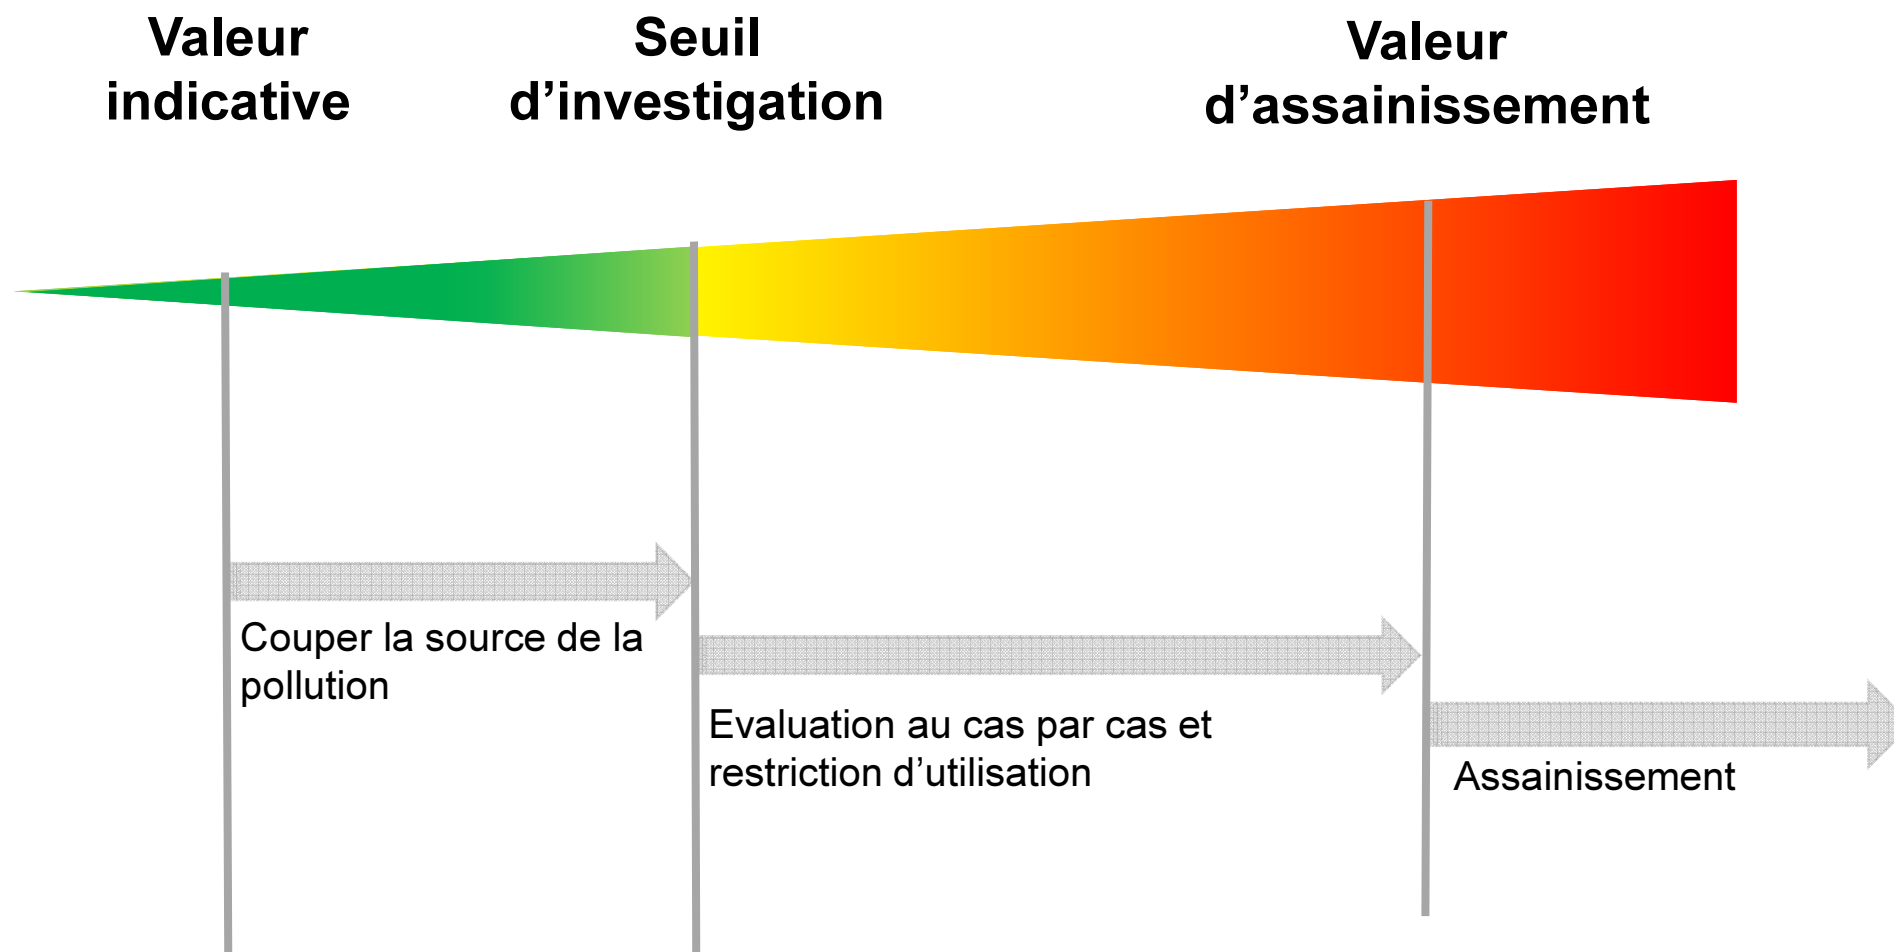 Valeur
indicative
Seuil
d’investigation
Valeur
d’assainissement
Couper la source de la
pollution
Evaluation au cas par cas et
restriction d’utilisation
Assainissement